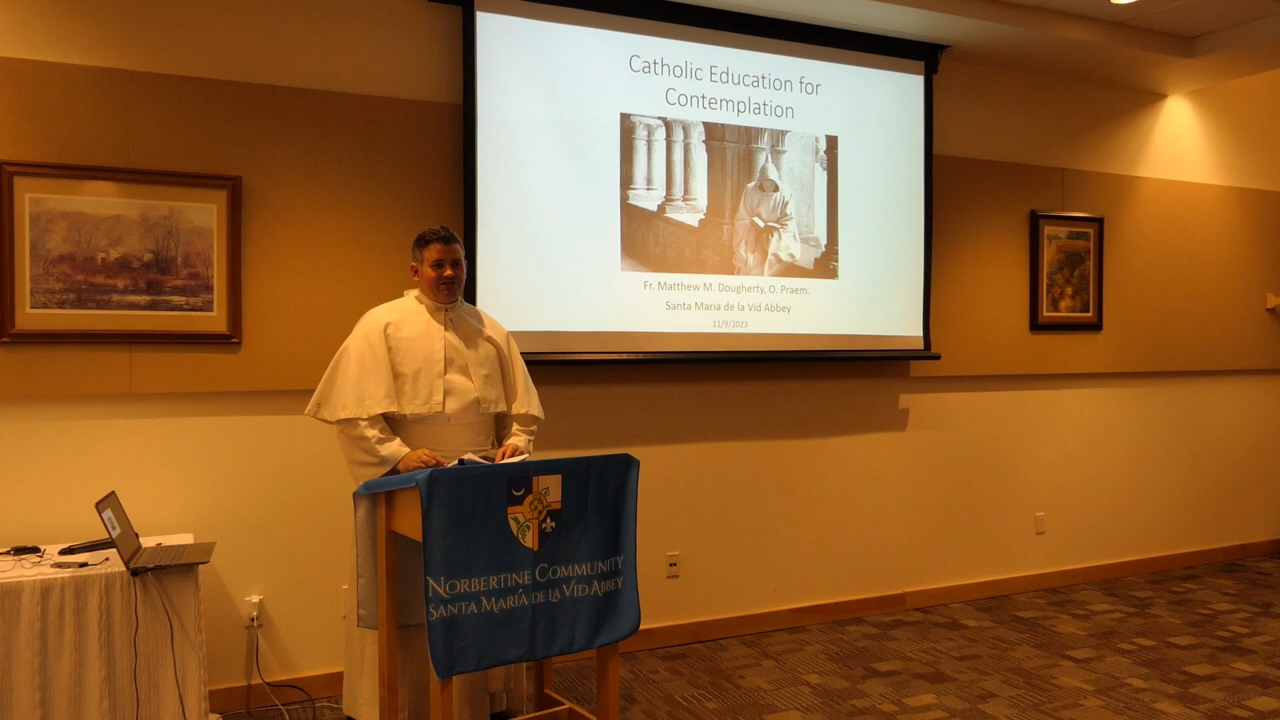 Catholic Education for
Contemplation
Fr. Matthew M. Dougherty, O. Praem.
Santa Maria de la Vid Abbey
11/9/2023
Norbertine Community
Santa María de la Vid Abbey